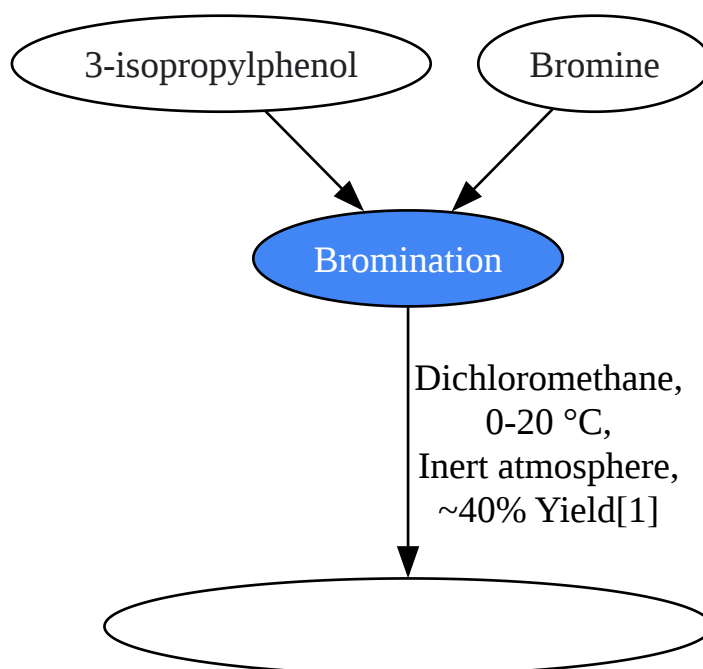 3-isopropylphenol
Bromine
Bromination
Dichloromethane,
0-20 °C,
Inert atmosphere,
~40% Yield[1]